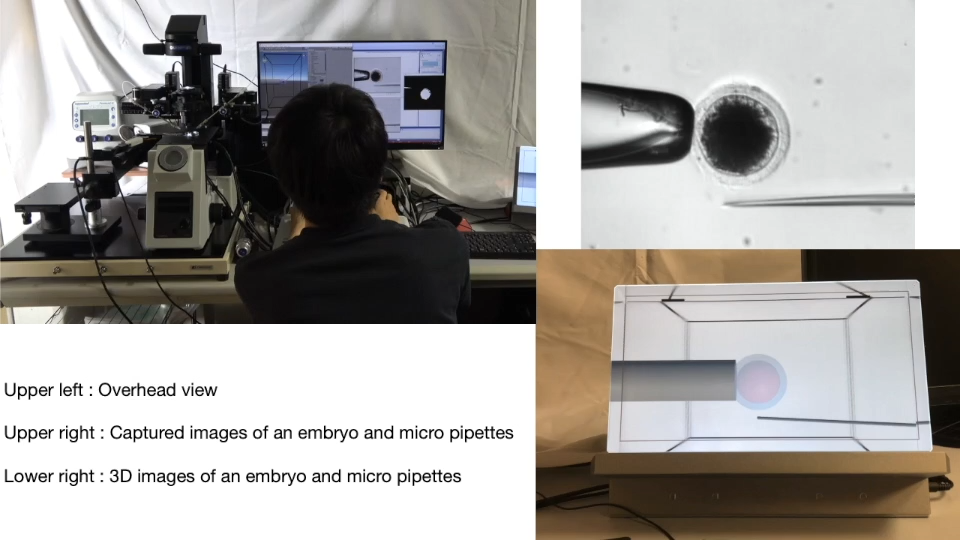 Upper left : Overhead view
Upper right : Captured images of an embryo and micro pipettes
Lower right : 3D images of an embryo and micro pipettes